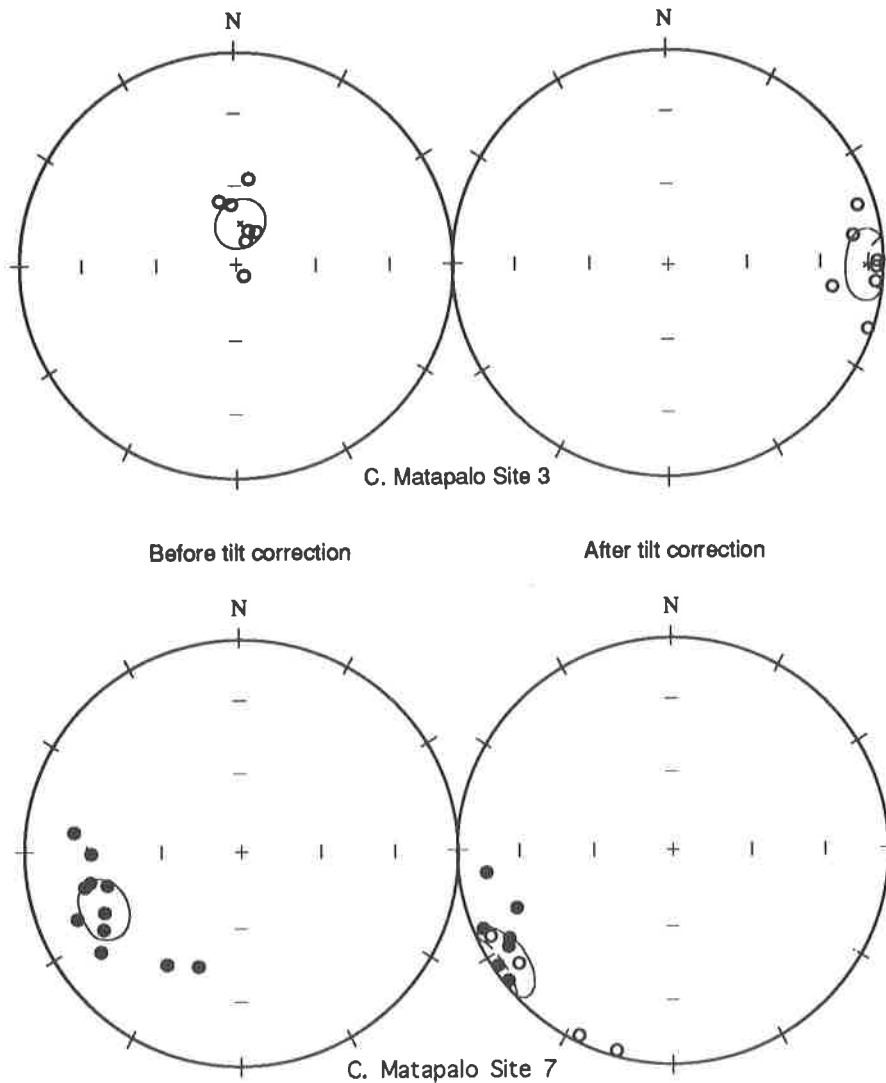 N N
C. Matapalo Site 3
Before tilt correction After tilt correction
N N
C. Matapalo Site 7